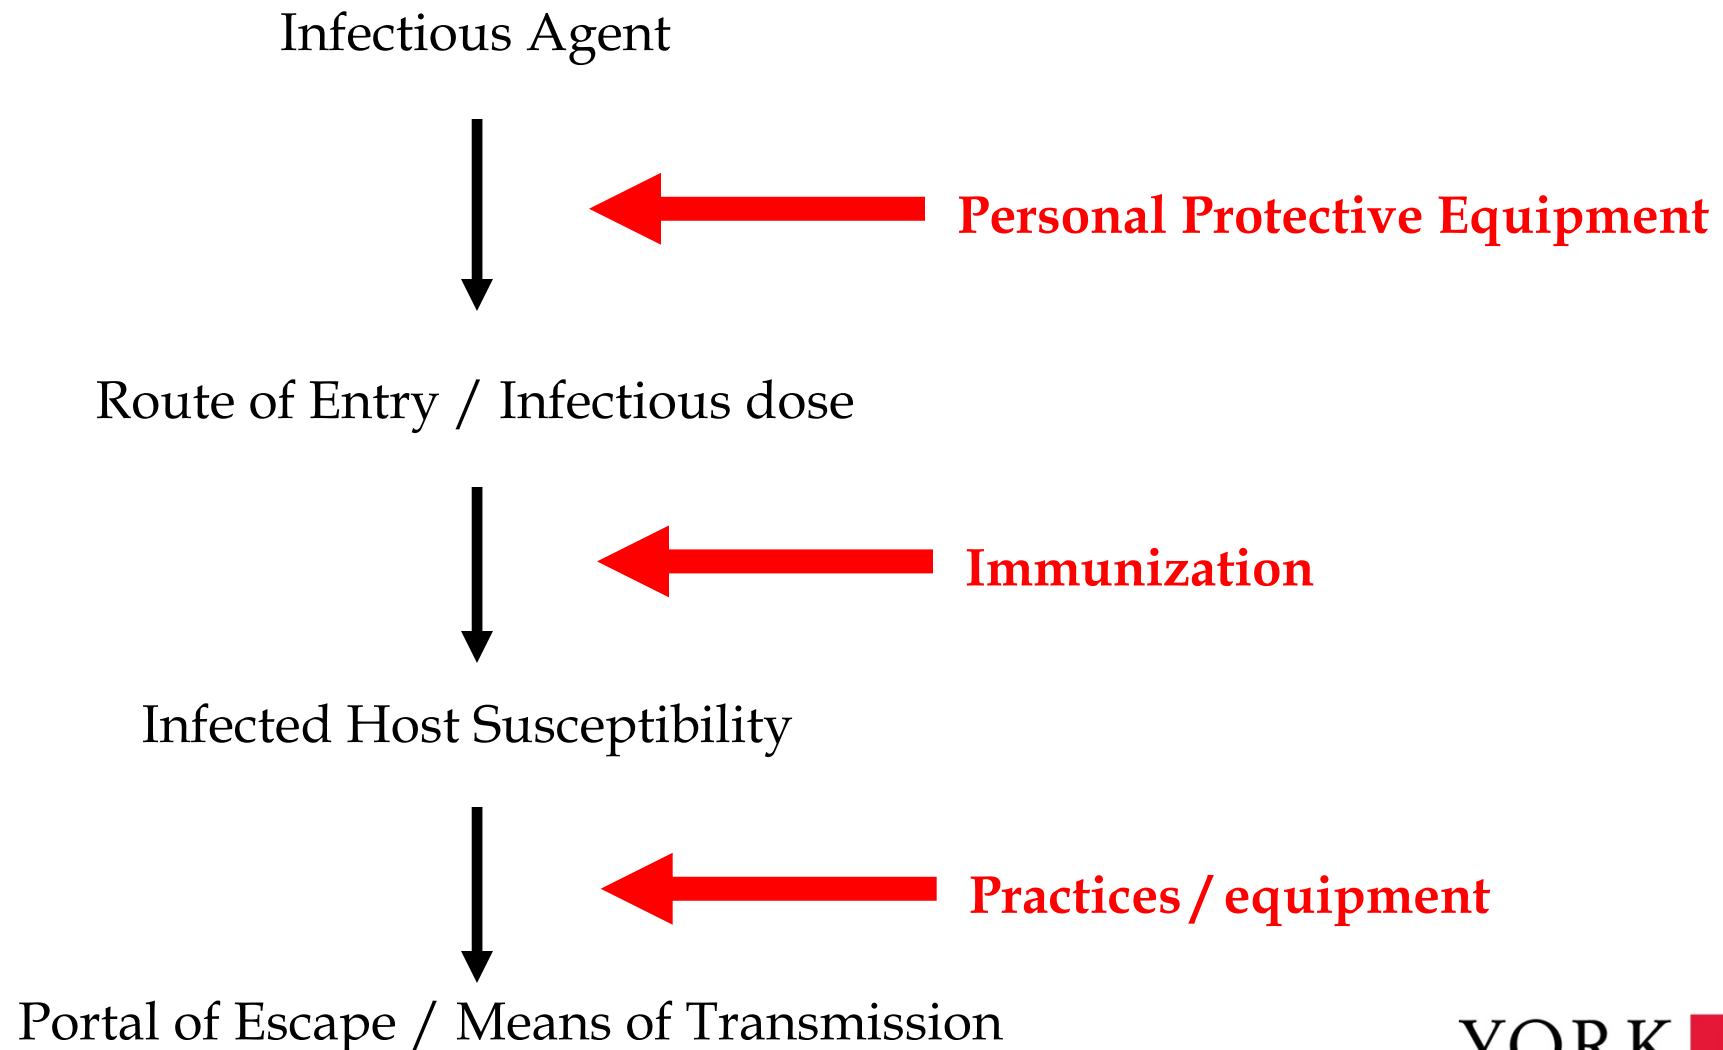 Infectious Agent
Personal Protective Equipment
Route of Entry / Infectious dose
Immunization
Infected Host Susceptibility
Practices / equipment
Portal of Escape / Means of Transmission
YORK